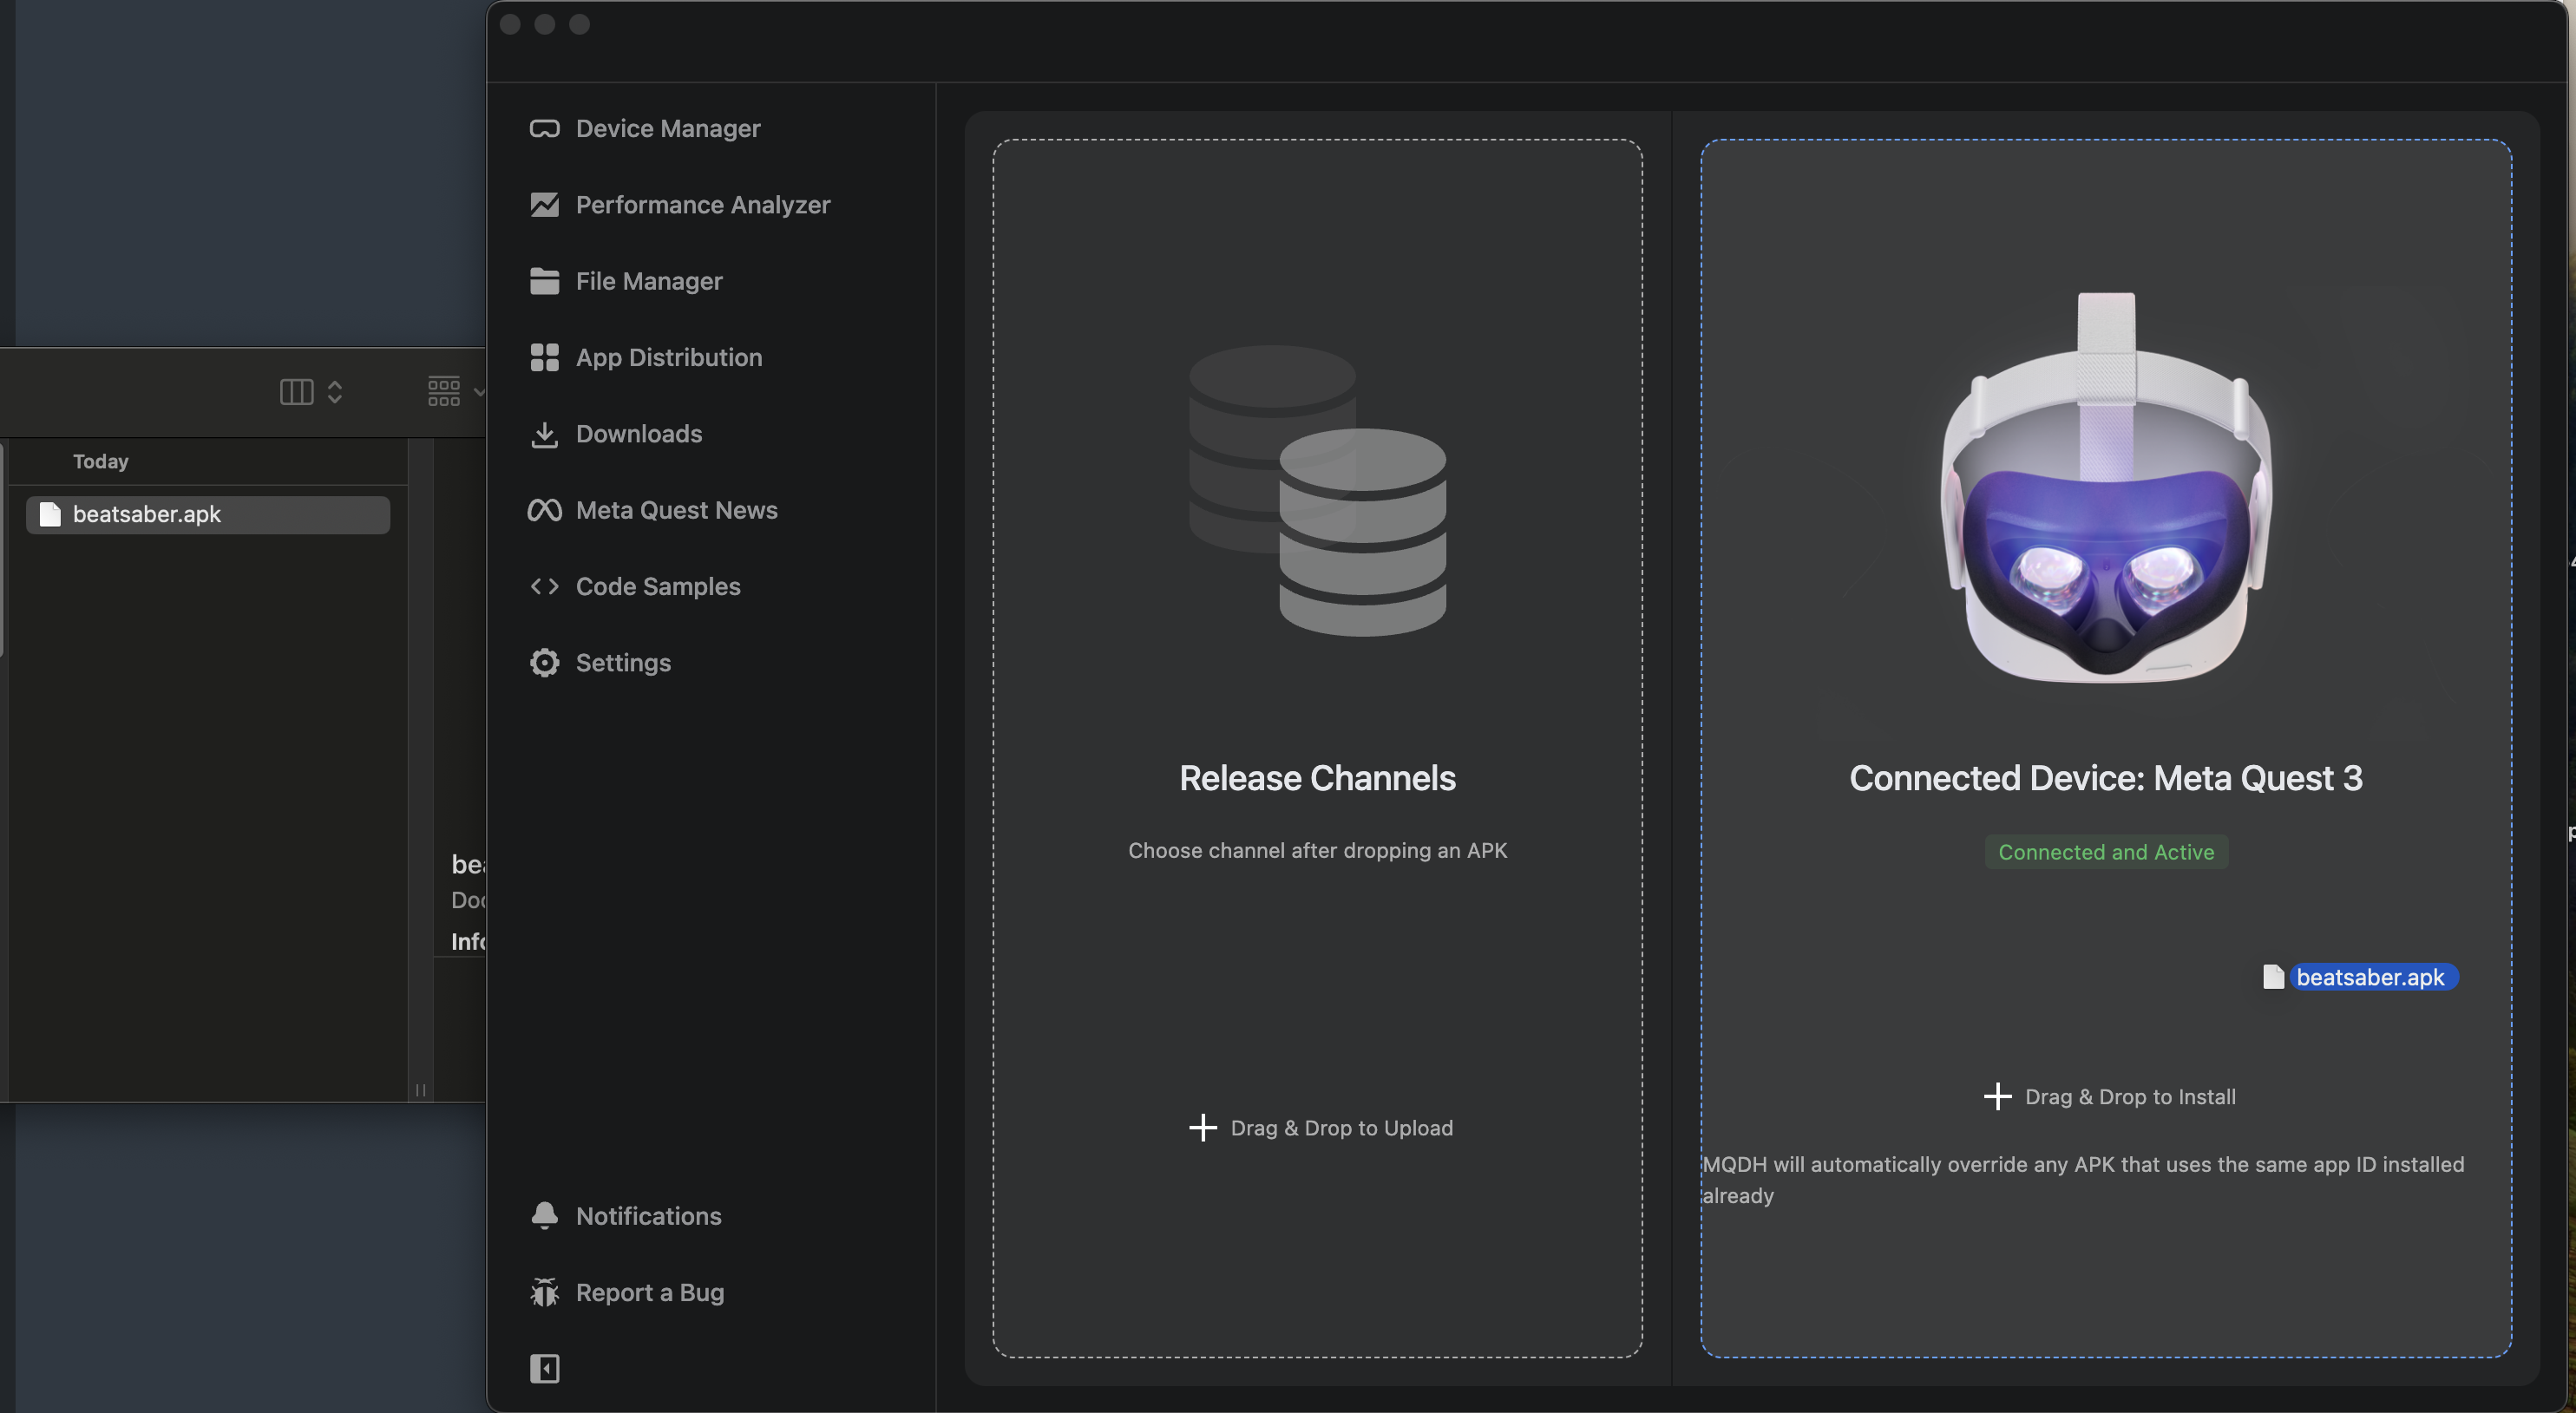 Today
beatsaber.apk
Device Manager
Performance Analyzer
File Manager
App Distribution
Downloads
Meta Quest News
Code Samples
Settings
Notifications
Report a Bug
Release Channels
Choose channel after dropping an APK
Drag & Drop to Upload
Connected Device: Meta Quest 3
Connected and Active
beatsaber.apk
Drag & Drop to Install
MQDH will automatically override any APK that uses the same app ID installed
already